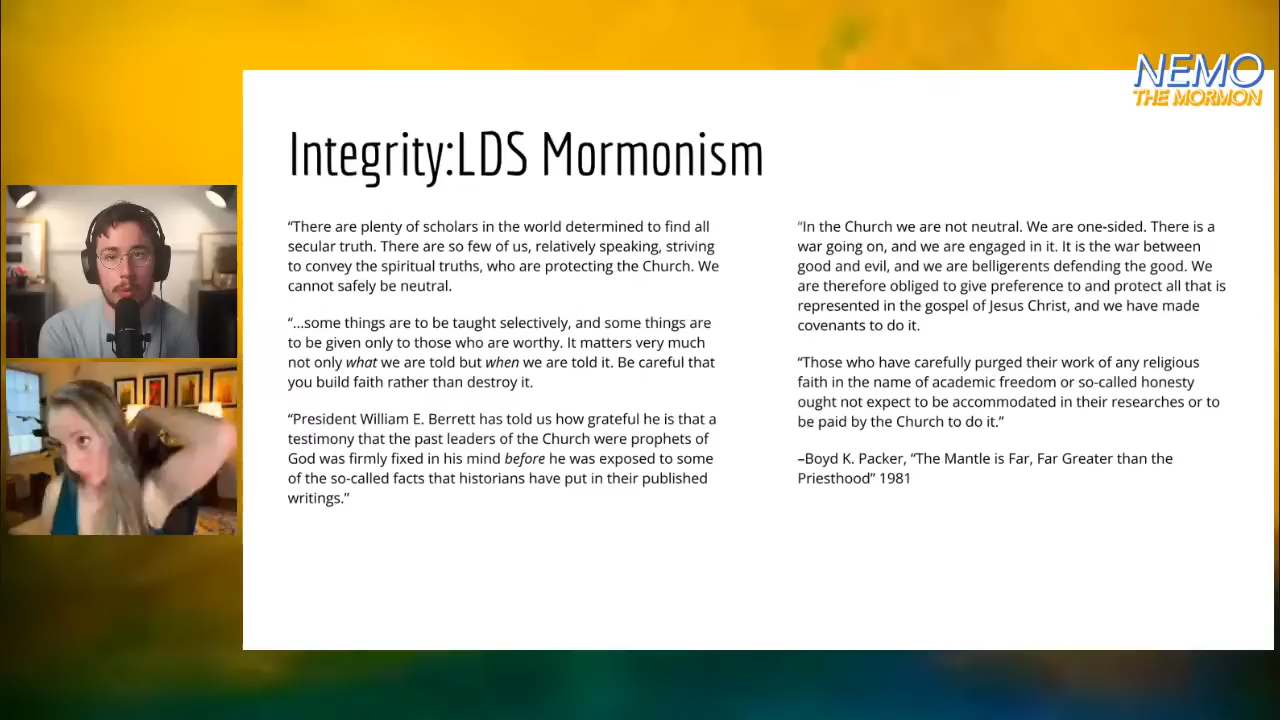 NEMO
THE MORMON
Integrity:LDS Mormonism
“There are plenty of scholars in the world determined to find all
secular truth. There are so few of us, relatively speaking, striving
to convey the spiritual truths, who are protecting the Church. We
cannot safely be neutral.
“...some things are to be taught selectively, and some things are
to be given only to those who are worthy. It matters very much
not only what we are told but when we are told it. Be careful that
you build faith rather than destroy it.
“President William E. Berrett has told us how grateful he is that a
testimony that the past leaders of the Church were prophets of
God was firmly fixed in his mind before he was exposed to some
of the so-called facts that historians have put in their published
writings.”
“In the Church we are not neutral. We are one-sided. There is a
war going on, and we are engaged in it. It is the war between
good and evil, and we are belligerents defending the good. We
are therefore obliged to give preference to and protect all that is
represented in the gospel of Jesus Christ, and we have made
covenants to do it.
“Those who have carefully purged their work of any religious
faith in the name of academic freedom or so-called honesty
ought not expect to be accommodated in their researches or to
be paid by the Church to do it.”
–Boyd K. Packer, “The Mantle is Far, Far Greater than the
Priesthood” 1981